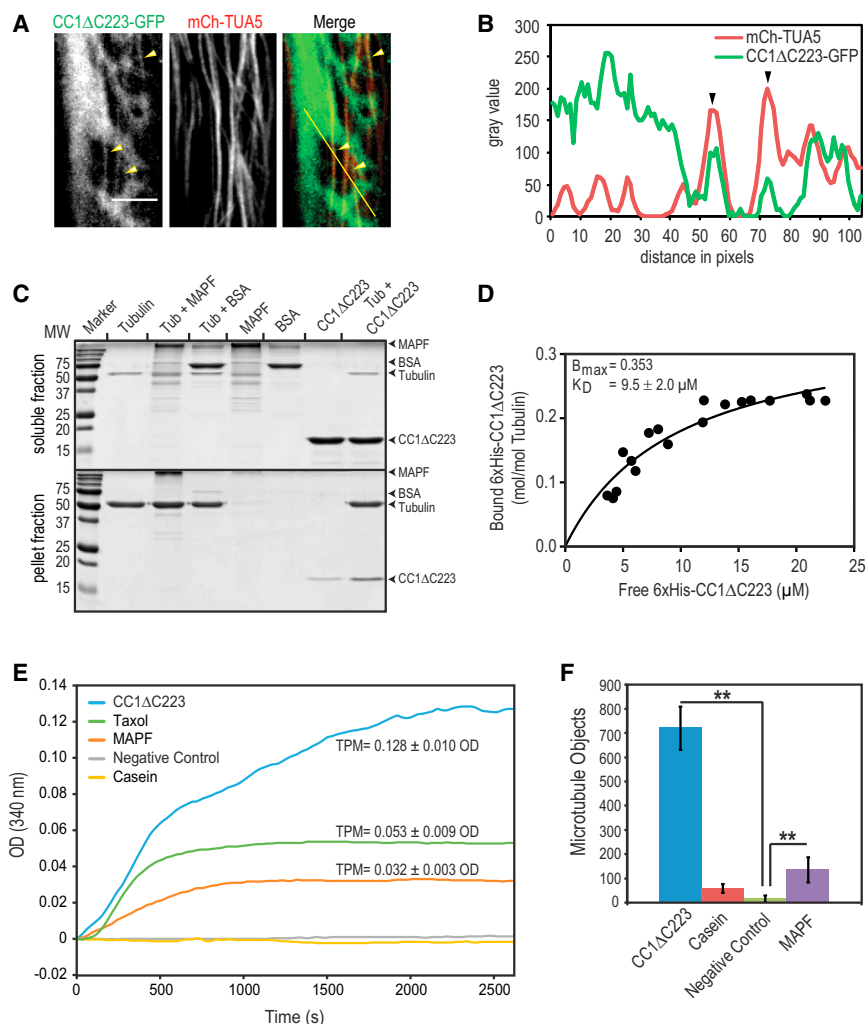 A
CC1ΔC223-GFP
mCh-TUA5
Merge
B
mCh-TUA5
CC1ΔC223-GFP
gray value
300
250
200
150
100
50
0
0 10 20 30 40 50 60 70 80 90 100
distance in pixels
C
MW
Marker
Tubulin
Tub + MAPF
Tub + BSA
MAPF
BSA
CC1ΔC223
Tub +
CC1ΔC223
soluble fraction
75
50
37
25
20
15
MAPF
BSA
Tubulin
CC1ΔC223
pellet fraction
75
50
37
25
20
15
MAPF
BSA
Tubulin
CC1ΔC223
D
Bmax = 0.353
KD = 9.5 ± 2.0 µM
Bound 6xHis-CC1ΔC223
(mol/mol Tubulin)
0.3
0.2
0.1
0.0
0 5 10 15 20 25
Free 6xHis-CC1ΔC223 (µM)
E
OD (340 nm)
0.14
0.12
0.10
0.08
0.06
0.04
0.02
0
-0.02
CC1ΔC223
Taxol
MAPF
Negative Control
Casein
TPM= 0.128 ± 0.010 OD
TPM= 0.053 ± 0.009 OD
TPM= 0.032 ± 0.003 OD
0 500 1000 1500 2000 2500
Time (s)
F
Microtubule Objects
900
800
700
600
500
400
300
200
100
0
**
**
CC1ΔC223
Casein
Negative Control
MAPF